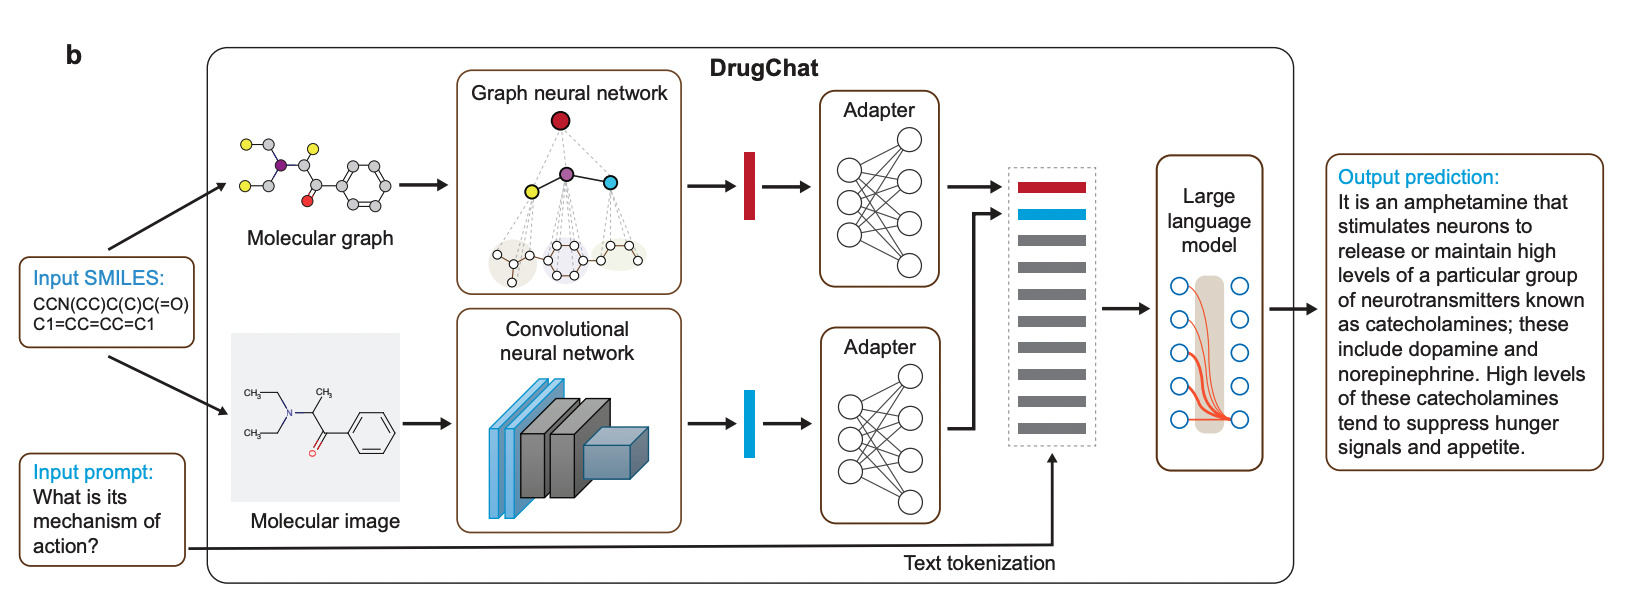 b
DrugChat
Graph neural network
Adapter
Molecular graph
Input SMILES:
CCN(CC)C(C)C(=O)
C1=CC=CC=C1
Convolutional
neural network
Adapter
CH3
CH3
N
CH3
O
Molecular image
Input prompt:
What is its
mechanism of
action?
Text tokenization
Large
language
model
Output prediction:
It is an amphetamine that
stimulates neurons to
release or maintain high
levels of a particular group
of neurotransmitters known
as catecholamines; these
include dopamine and
norepinephrine. High levels
of these catecholamines
tend to suppress hunger
signals and appetite.